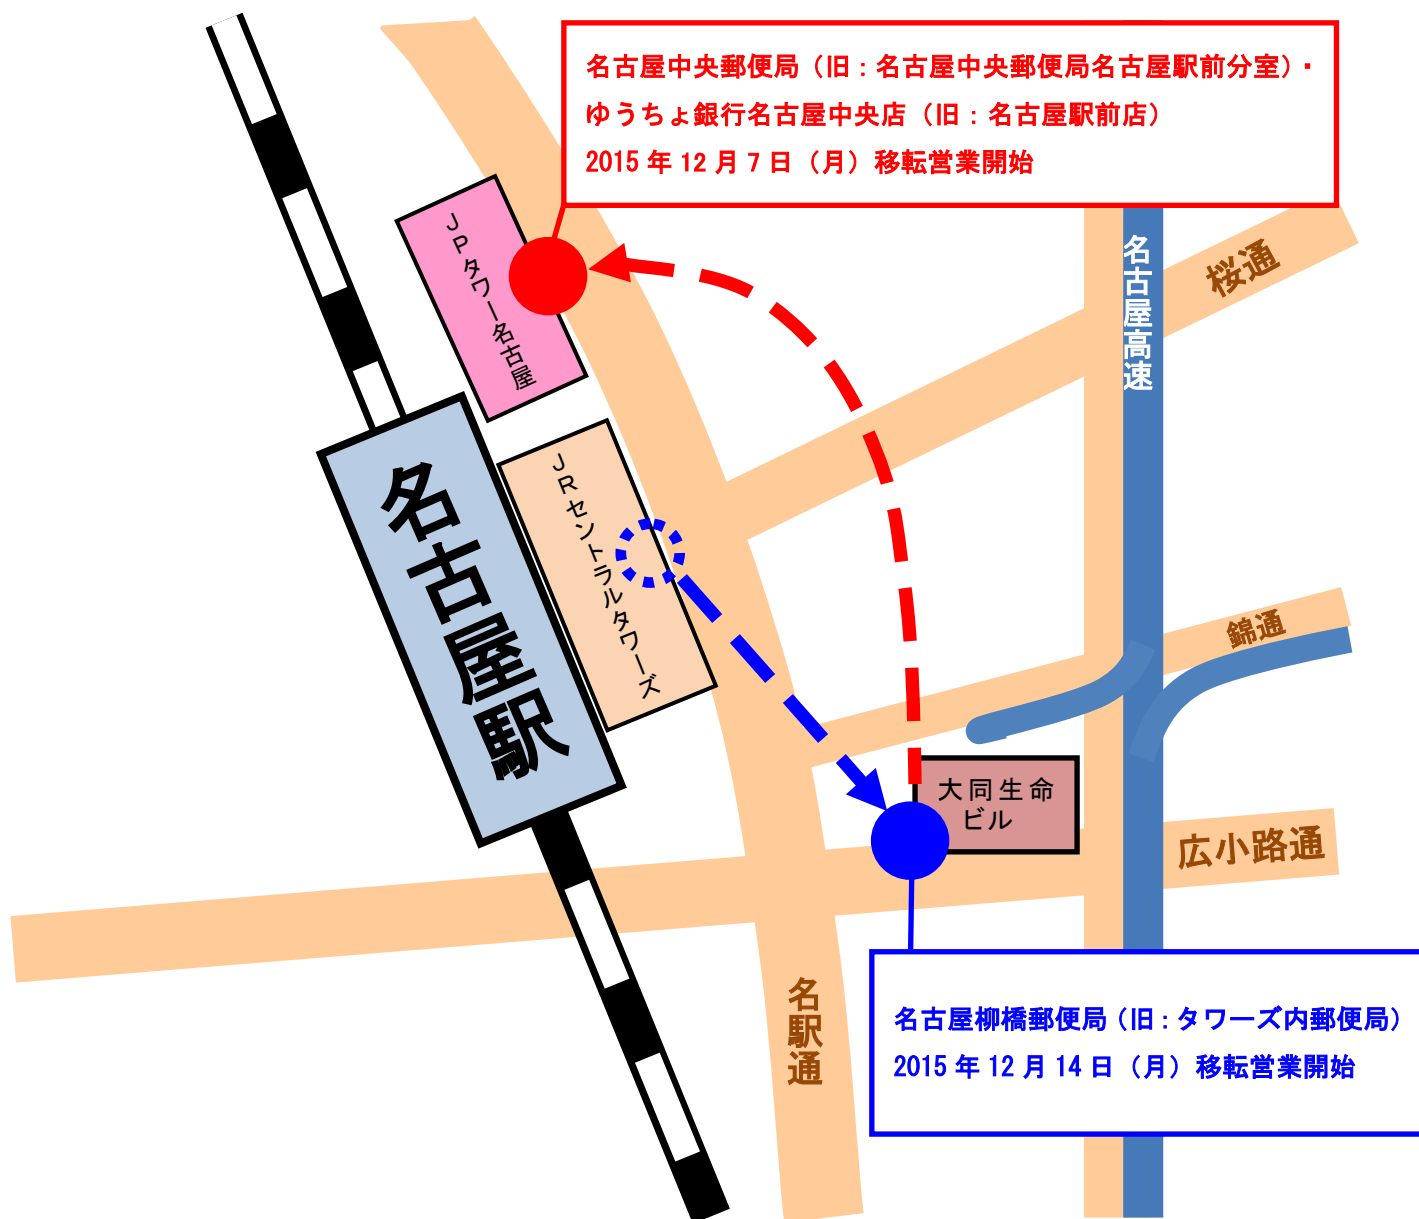 名古屋中央郵便局（旧：名古屋中央郵便局名古屋駅前分室）・
ゆうちょ銀行名古屋中央店（旧：名古屋駅前店）
2015年12月7日（月）移転営業開始
JPタワー名古屋
名古屋高速
桜通
名古屋駅
JRセントラルタワーズ
錦通
大同生命
ビル
広小路通
名駅通
名古屋柳橋郵便局（旧：タワーズ内郵便局）
2015年12月14日（月）移転営業開始